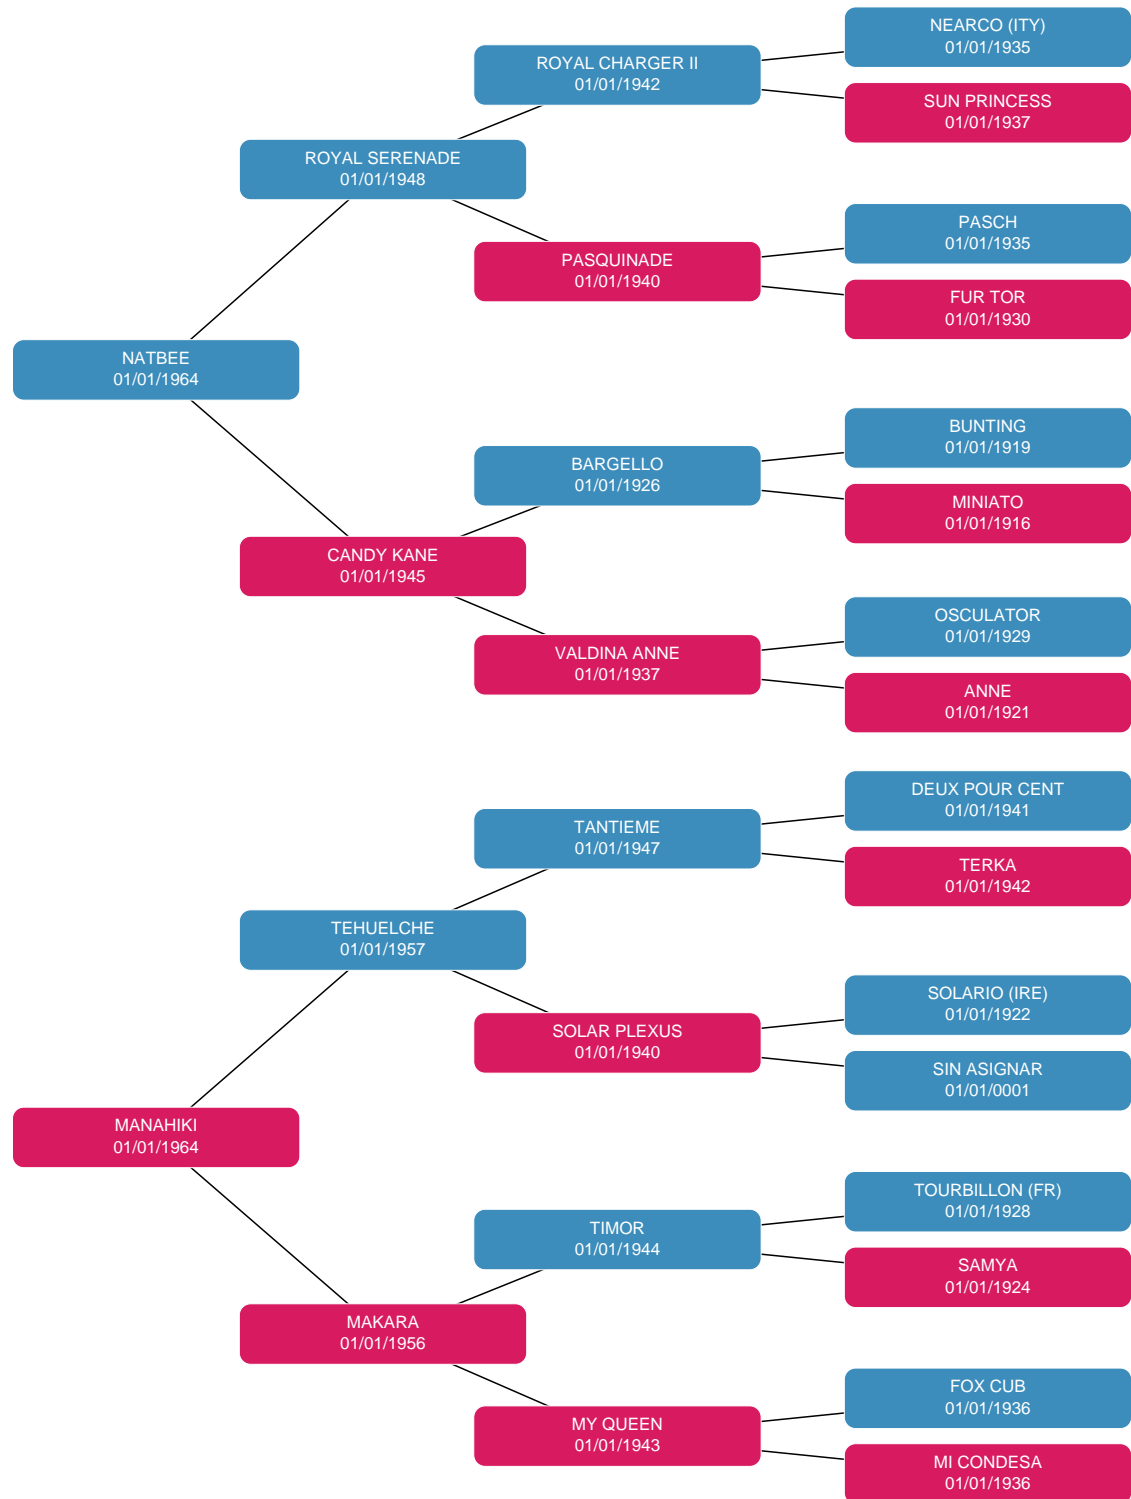 NEARCO (ITY)
01/01/1935
ROYAL CHARGER II
01/01/1942
SUN PRINCESS
01/01/1937
ROYAL SERENADE
01/01/1948
PASCH
01/01/1935
PASQUINADE
01/01/1940
FUR TOR
01/01/1930
NATBEE
01/01/1964
BUNTING
01/01/1919
BARGELLO
01/01/1926
MINIATO
01/01/1916
CANDY KANE
01/01/1945
OSCULATOR
01/01/1929
VALDINA ANNE
01/01/1937
ANNE
01/01/1921
DEUX POUR CENT
01/01/1941
TANTIEME
01/01/1947
TERKA
01/01/1942
TEHUELCHE
01/01/1957
SOLARIO (IRE)
01/01/1922
SOLAR PLEXUS
01/01/1940
SIN ASIGNAR
01/01/0001
MANAHIKI
01/01/1964
TOURBILLON (FR)
01/01/1928
TIMOR
01/01/1944
SAMYA
01/01/1924
MAKARA
01/01/1956
FOX CUB
01/01/1936
MY QUEEN
01/01/1943
MI CONDESA
01/01/1936